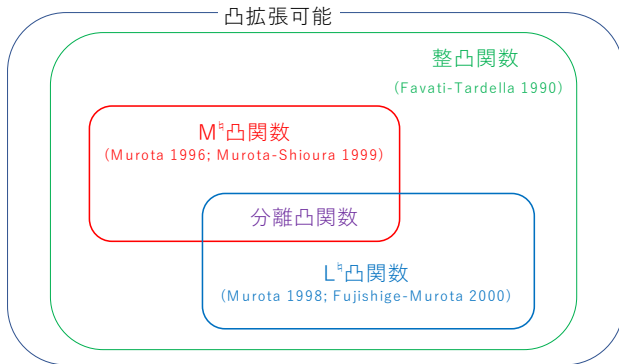 凸拡張可能
整凸関数
(Favati-Tardella 1990)
M♮凸関数
(Murota 1996; Murota-Shioura 1999)
分離凸関数
L♮凸関数
(Murota 1998; Fujishige-Murota 2000)